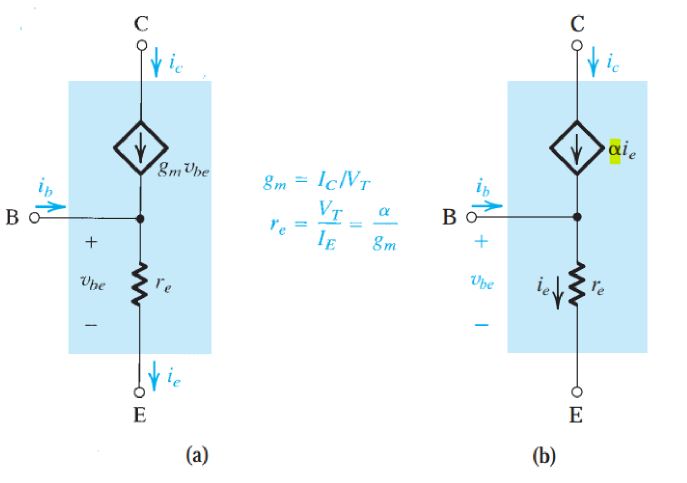 C
i_c
g_m v_be
i_b
B
+
v_be
−
r_e
i_e
E
(a)
g_m = I_C/V_T
r_e = V_T/I_E = α/g_m
C
i_c
αi_e
i_b
B
+
v_be
−
i_e
r_e
E
(b)